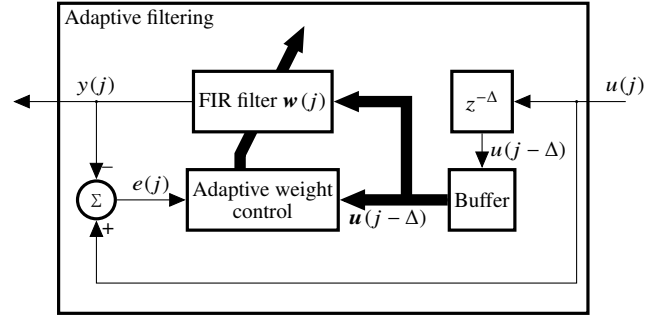 Adaptive filtering
y(j)
FIR filter w(j)
z^{-Δ}
u(j)
u(j − Δ)
−
Σ
+
e(j)
Adaptive weight
control
u(j − Δ)
Buffer